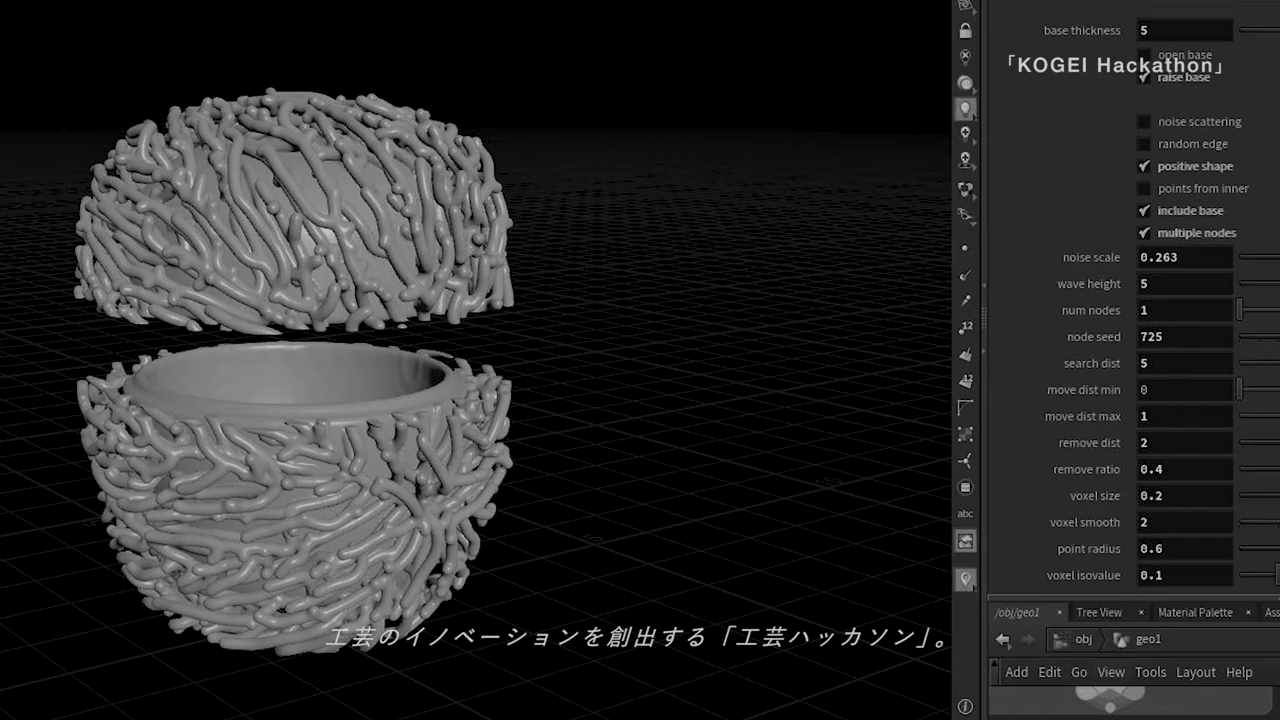 base thickness 5
open base
「KOGEI Hackathon」
raise base
noise scattering
random edge
positive shape
points from inner
include base
multiple nodes
noise scale 0.263
wave height 5
num nodes 1
node seed 725
search dist 5
move dist min 0
move dist max 1
remove dist 2
remove ratio 0.4
voxel size 0.2
voxel smooth 2
point radius 0.6
voxel isovalue 0.1
12
12
abc
工芸のイノベーションを創出する「工芸ハッカソン」。
/obj/geo1 × Tree View × Material Palette × Ass
obj geo1
Add Edit Go View Tools Layout Help